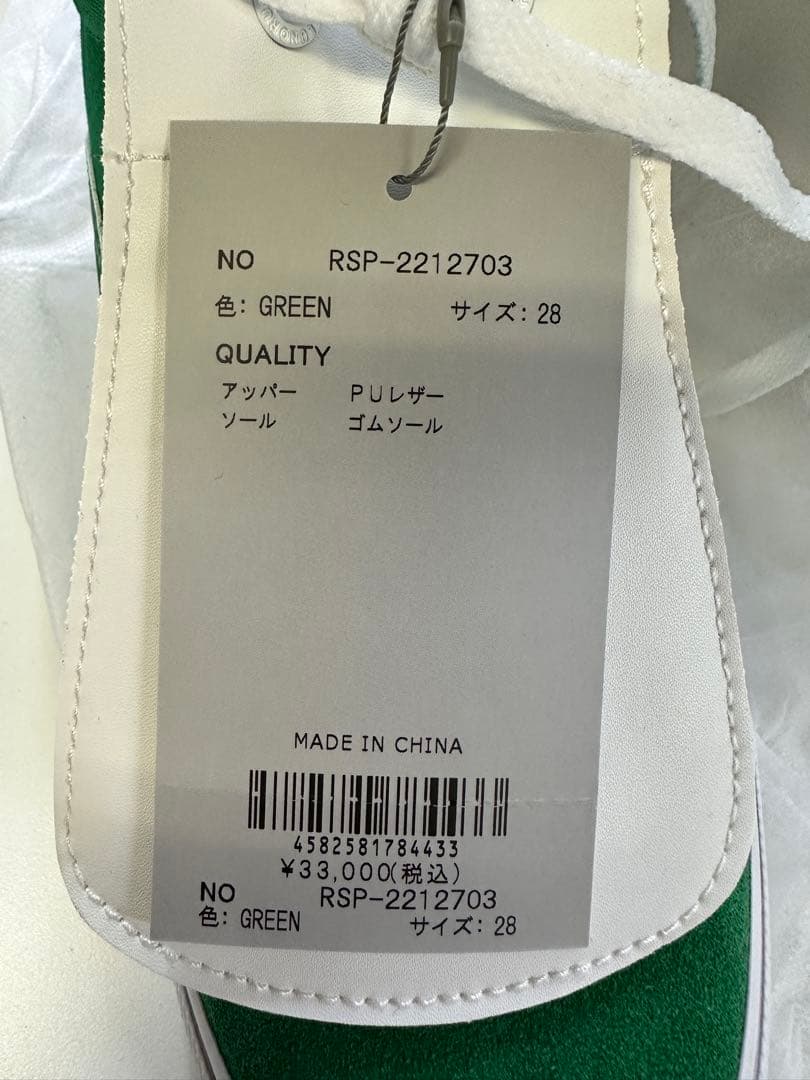 NO RSP-2212703
色: GREEN サイズ: 28
QUALITY
アッパー PUレザー
ソール ゴムソール
MADE IN CHINA
4582581784433
¥33,000(税込)
NO RSP-2212703
色: GREEN サイズ: 28